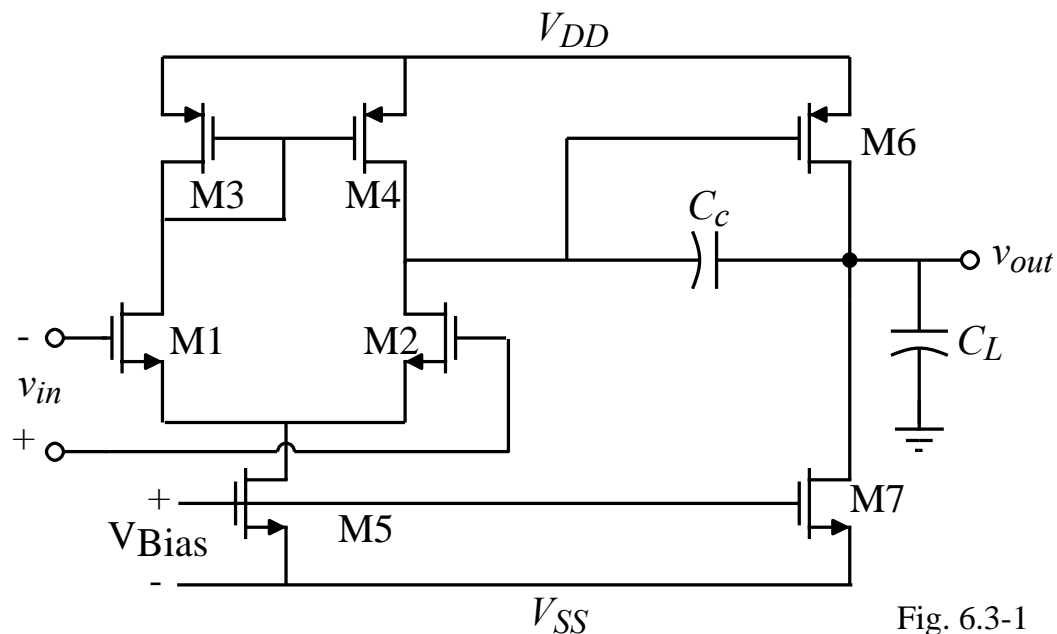 VDD
M3
M4
M6
Cc
vout
-
M1
M2
CL
vin
+
+
M5
M7
VBias
-
VSS
Fig. 6.3-1